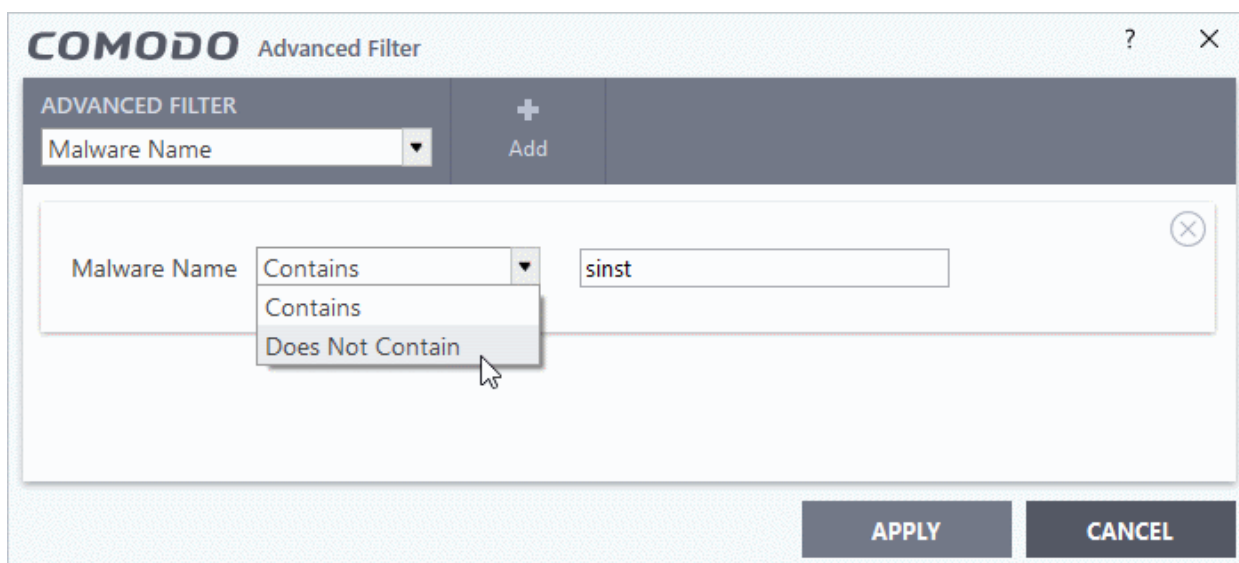 COMODO Advanced Filter ?
ADVANCED FILTER
Malware Name
Add
Malware Name Contains sinst
Contains
Does Not Contain
APPLY CANCEL